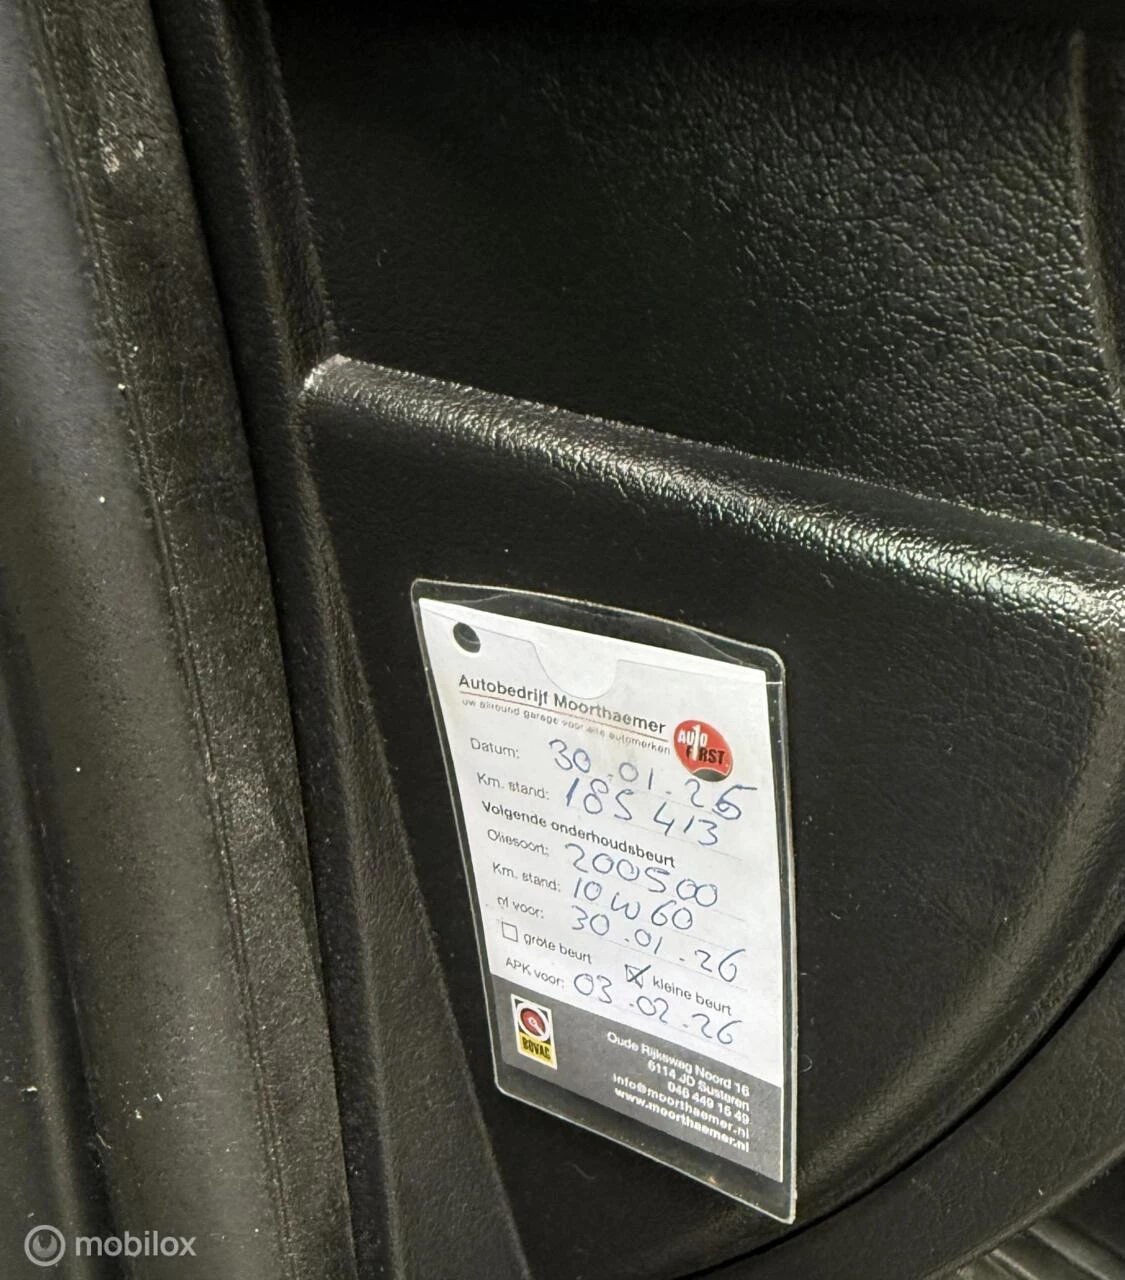 Autobedrijf Moorthaemer
uw allround garage voor alle automerken
AUTO
FIRST
Datum: 30.01.25
Km. stand: 185413
Volgende onderhoudsbeurt
Oliesoort: 200500
Km. stand: 10W60
of voor: 30.01.26
grote beurt kleine beurt
APK voor: 03.02.26
BOVAG
Oude Rijksweg Noord 16
6114 JD Susteren
046 449 15 49
info@moorthaemer.nl
www.moorthaemer.nl
mobilox